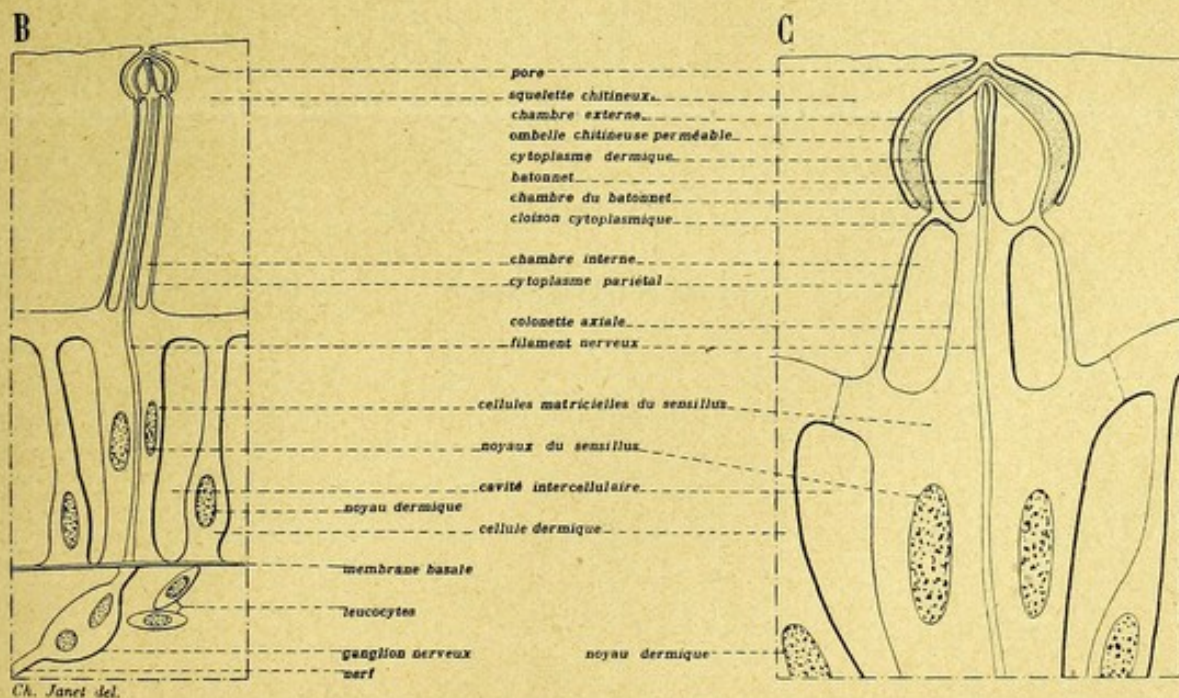 B
C
pore
squelette chitineux.
chambre externe.
ombelle chitineuse perméable
cytoplasme dermique
batonnet
chambre du batonnet
cloison cytoplasmique
chambre interne
cytoplasme pariétal
colonette axiale
filament nerveux
cellules matricielles du sensillus
noyaux du sensillus
cavité intercellulaire
noyau dermique
cellule dermique
membrane basale
leucocytes
ganglion nerveux
noyau dermique
nerf
Ch. Janet del.